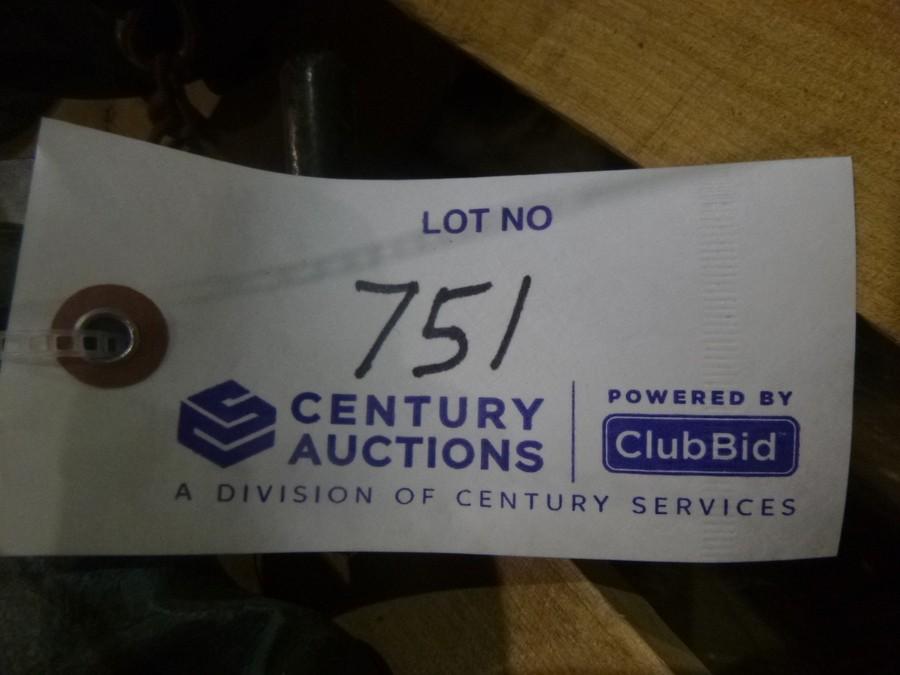 LOT NO
751
CENTURY
AUCTIONS
POWERED BY
ClubBid
A DIVISION OF CENTURY SERVICES